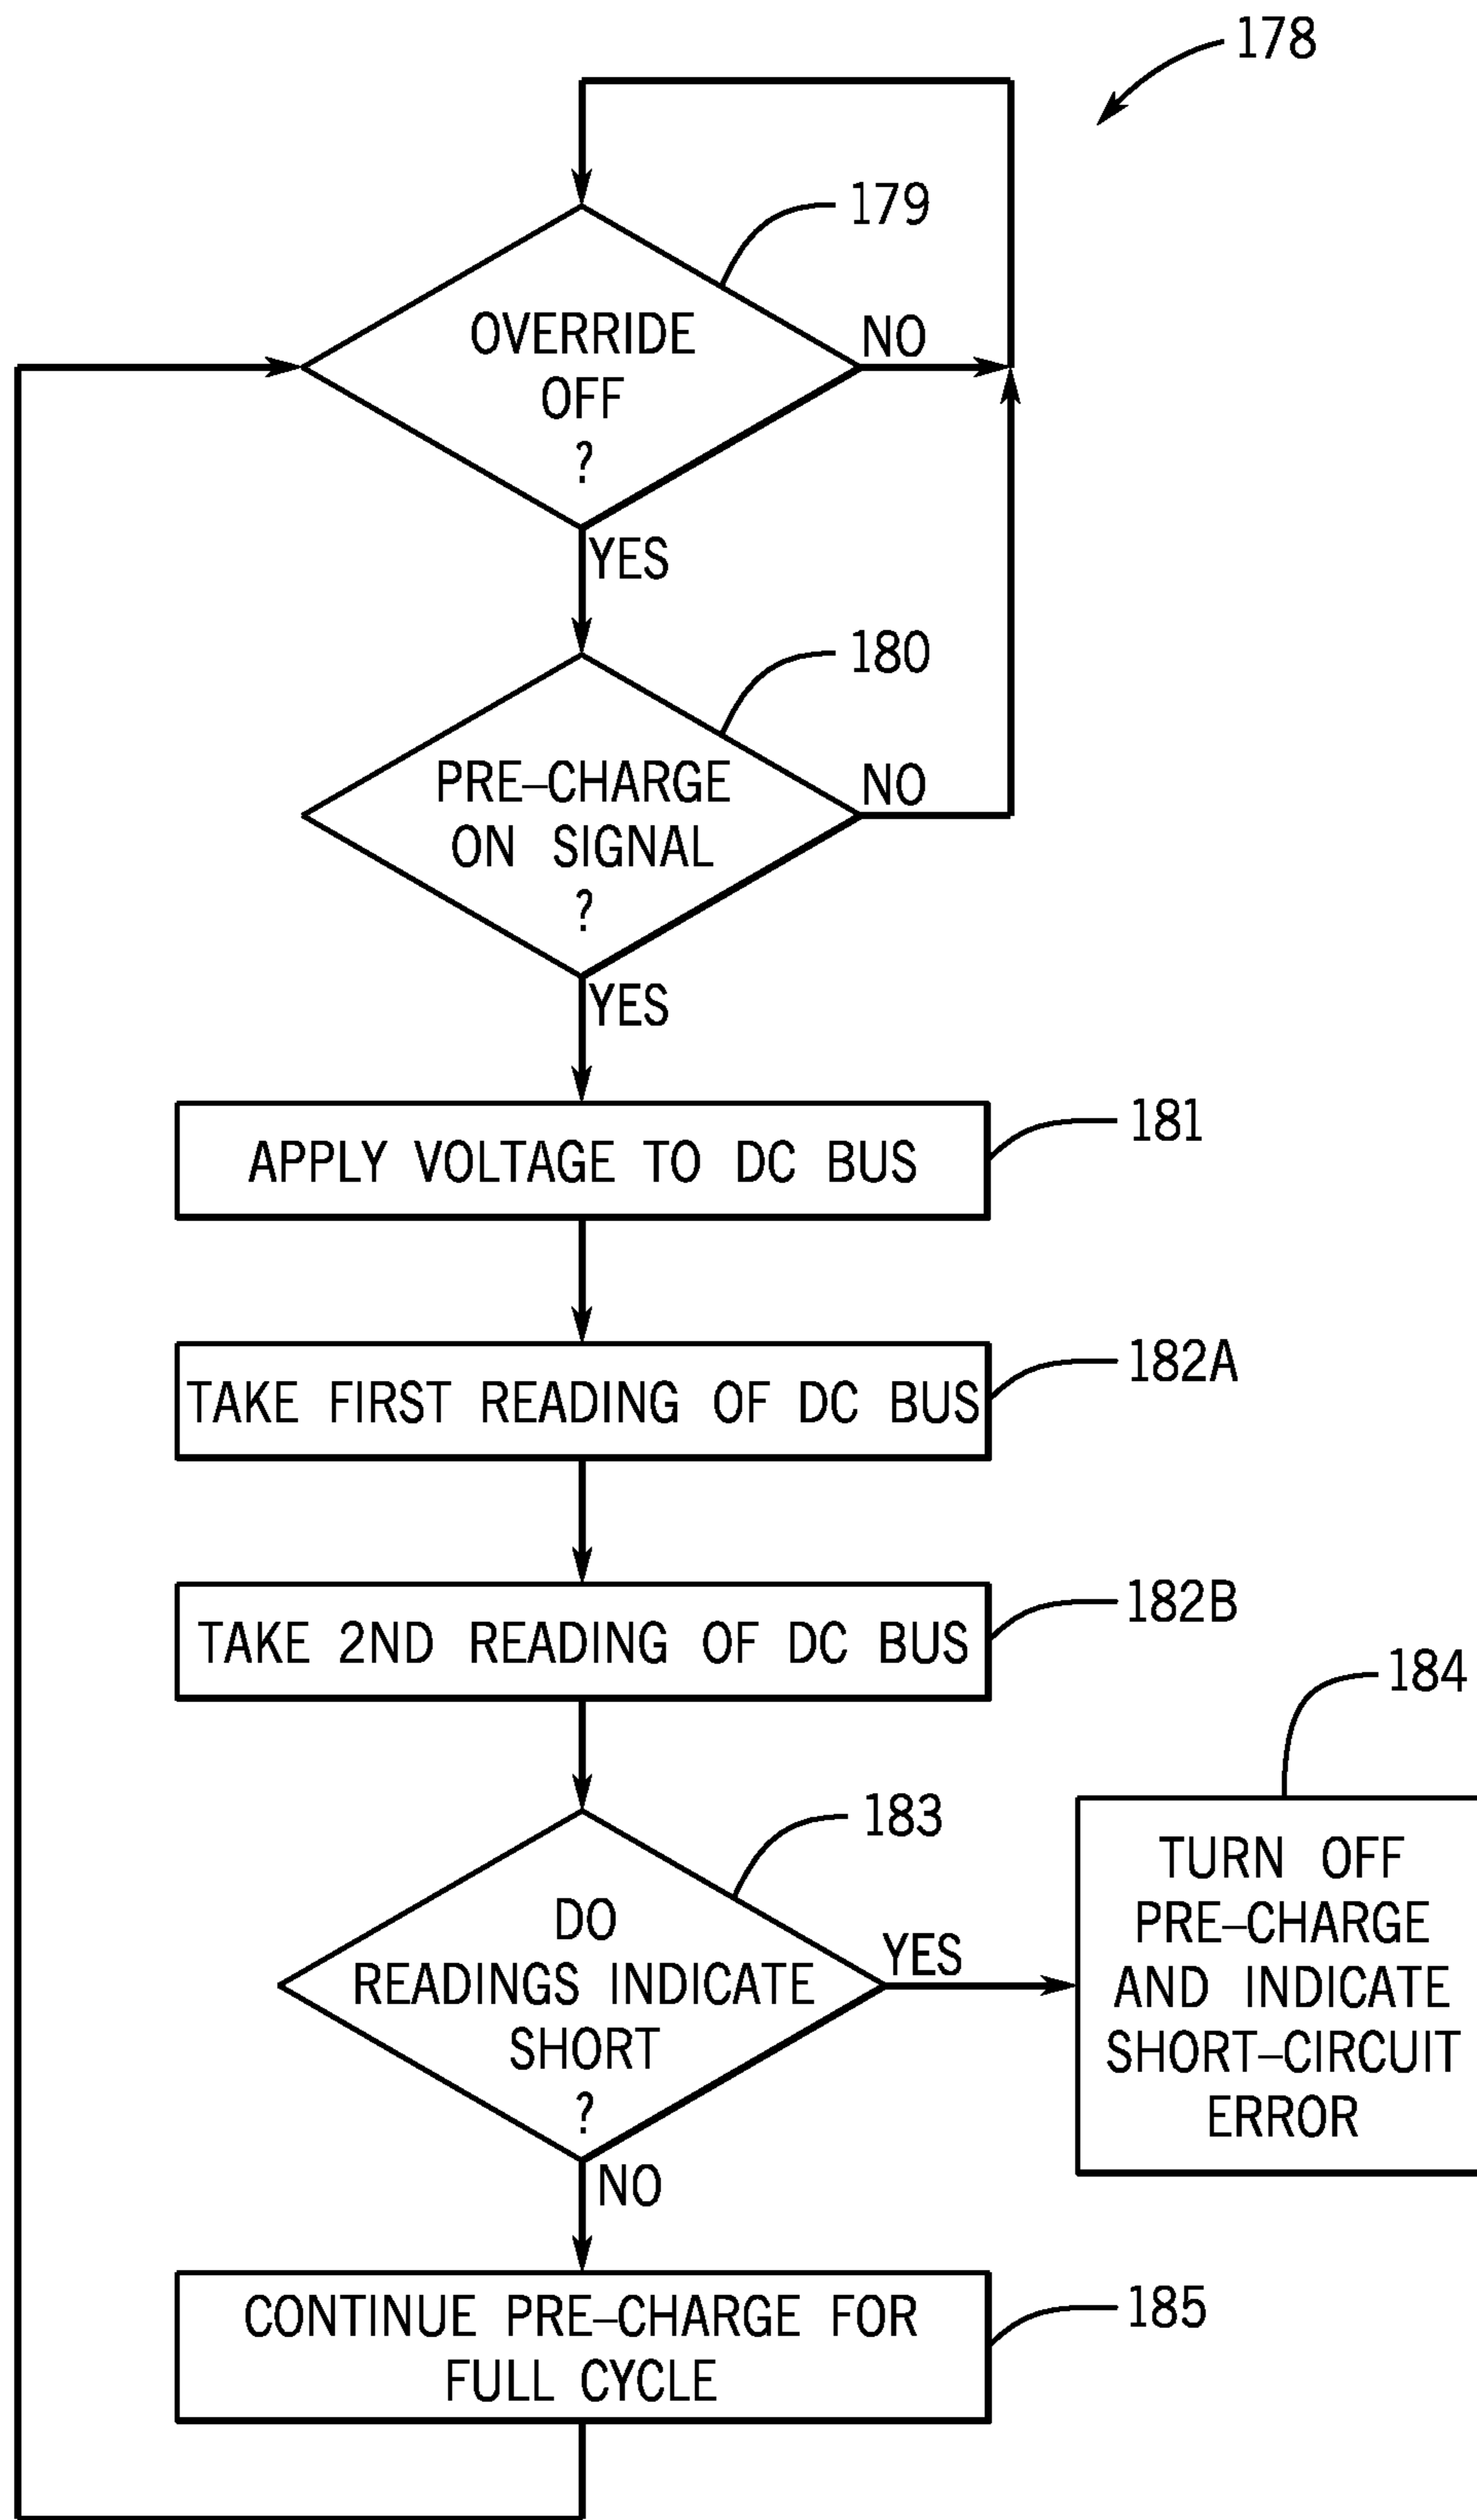 178
179
OVERRIDE
OFF
?
NO
YES
180
PRE-CHARGE
ON SIGNAL
?
NO
YES
181
APPLY VOLTAGE TO DC BUS
182A
TAKE FIRST READING OF DC BUS
182B
TAKE 2ND READING OF DC BUS
183
DO
READINGS INDICATE
SHORT
?
YES
NO
184
TURN OFF
PRE-CHARGE
AND INDICATE
SHORT-CIRCUIT
ERROR
185
CONTINUE PRE-CHARGE FOR
FULL CYCLE